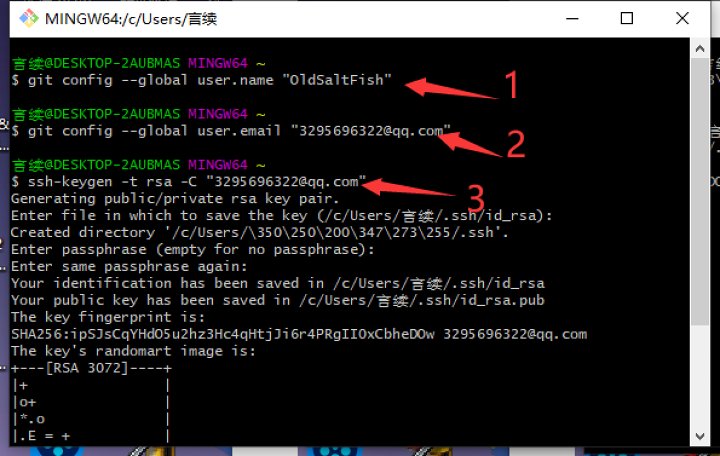 MINGW64:/c/Users/言续
言续@DESKTOP-2AUBMAS MINGW64 ~
$ git config --global user.name "OldSaltFish"
1
言续@DESKTOP-2AUBMAS MINGW64 ~
$ git config --global user.email "3295696322@qq.com"
2
言续@DESKTOP-2AUBMAS MINGW64 ~
$ ssh-keygen -t rsa -C "3295696322@qq.com"
3
Generating public/private rsa key pair.
Enter file in which to save the key (/c/Users/言续/.ssh/id_rsa):
Created directory '/c/Users/\350\250\200\347\273\255/.ssh'.
Enter passphrase (empty for no passphrase):
Enter same passphrase again:
Your identification has been saved in /c/Users/言续/.ssh/id_rsa
Your public key has been saved in /c/Users/言续/.ssh/id_rsa.pub
The key fingerprint is:
SHA256:ipSJsCqYHdO5u2hz3Hc4qHtjJi6r4PRgIIOxCbheDOw 3295696322@qq.com
The key's randomart image is:
+---[RSA 3072]----+
|+                |
|o+               |
|*.o              |
|.E = +           |